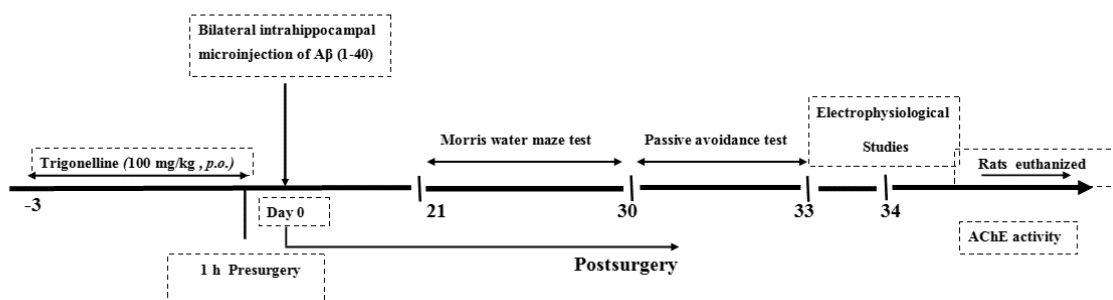 Bilateral intrahippocampal
microinjection of Aβ (1-40)
Electrophysiological
Studies
Morris water maze test
Passive avoidance test
Trigonelline (100 mg/kg , p.o.)
Rats euthanized
-3
Day 0
21
30
33
34
AChE activity
Postsurgery
1 h Presurgery